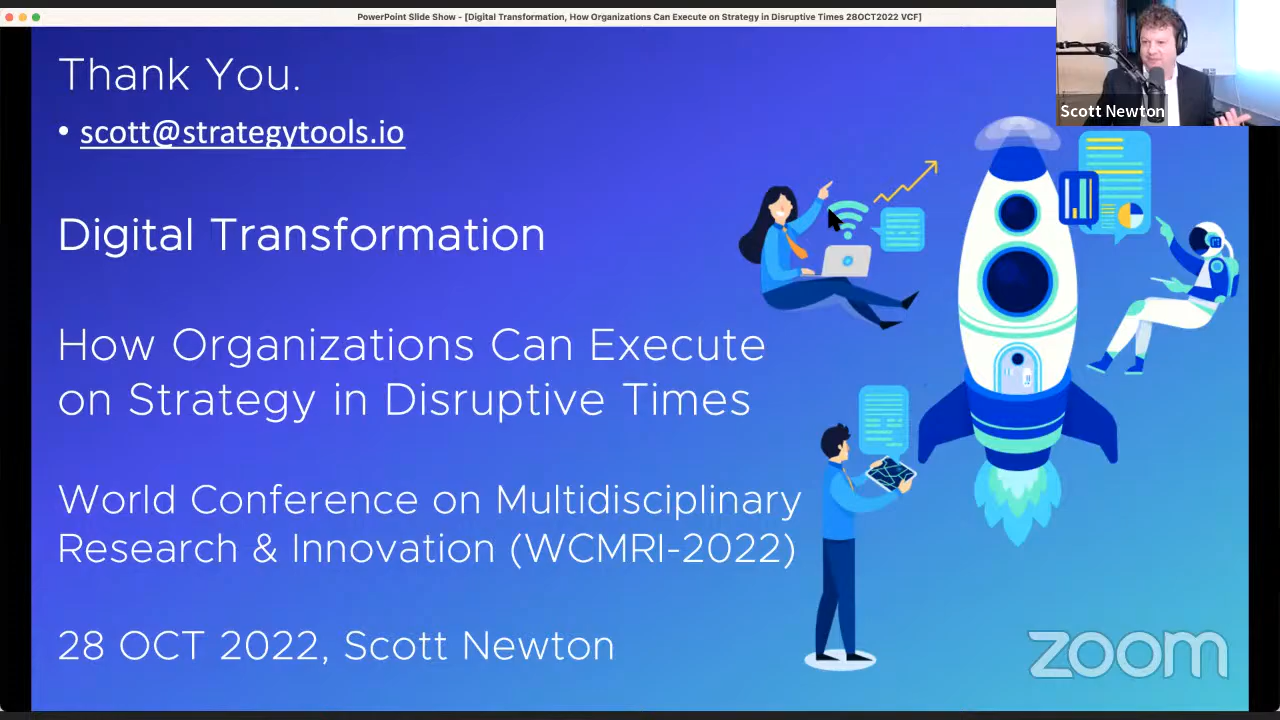 PowerPoint Slide Show - [Digital Transformation, How Organizations Can Execute on Strategy in Disruptive Times 28OCT2022 VCF]
Scott Newton
Thank You.
• scott@strategytools.io
Digital Transformation
How Organizations Can Execute
on Strategy in Disruptive Times
World Conference on Multidisciplinary
Research & Innovation (WCMRI-2022)
28 OCT 2022, Scott Newton
zoom